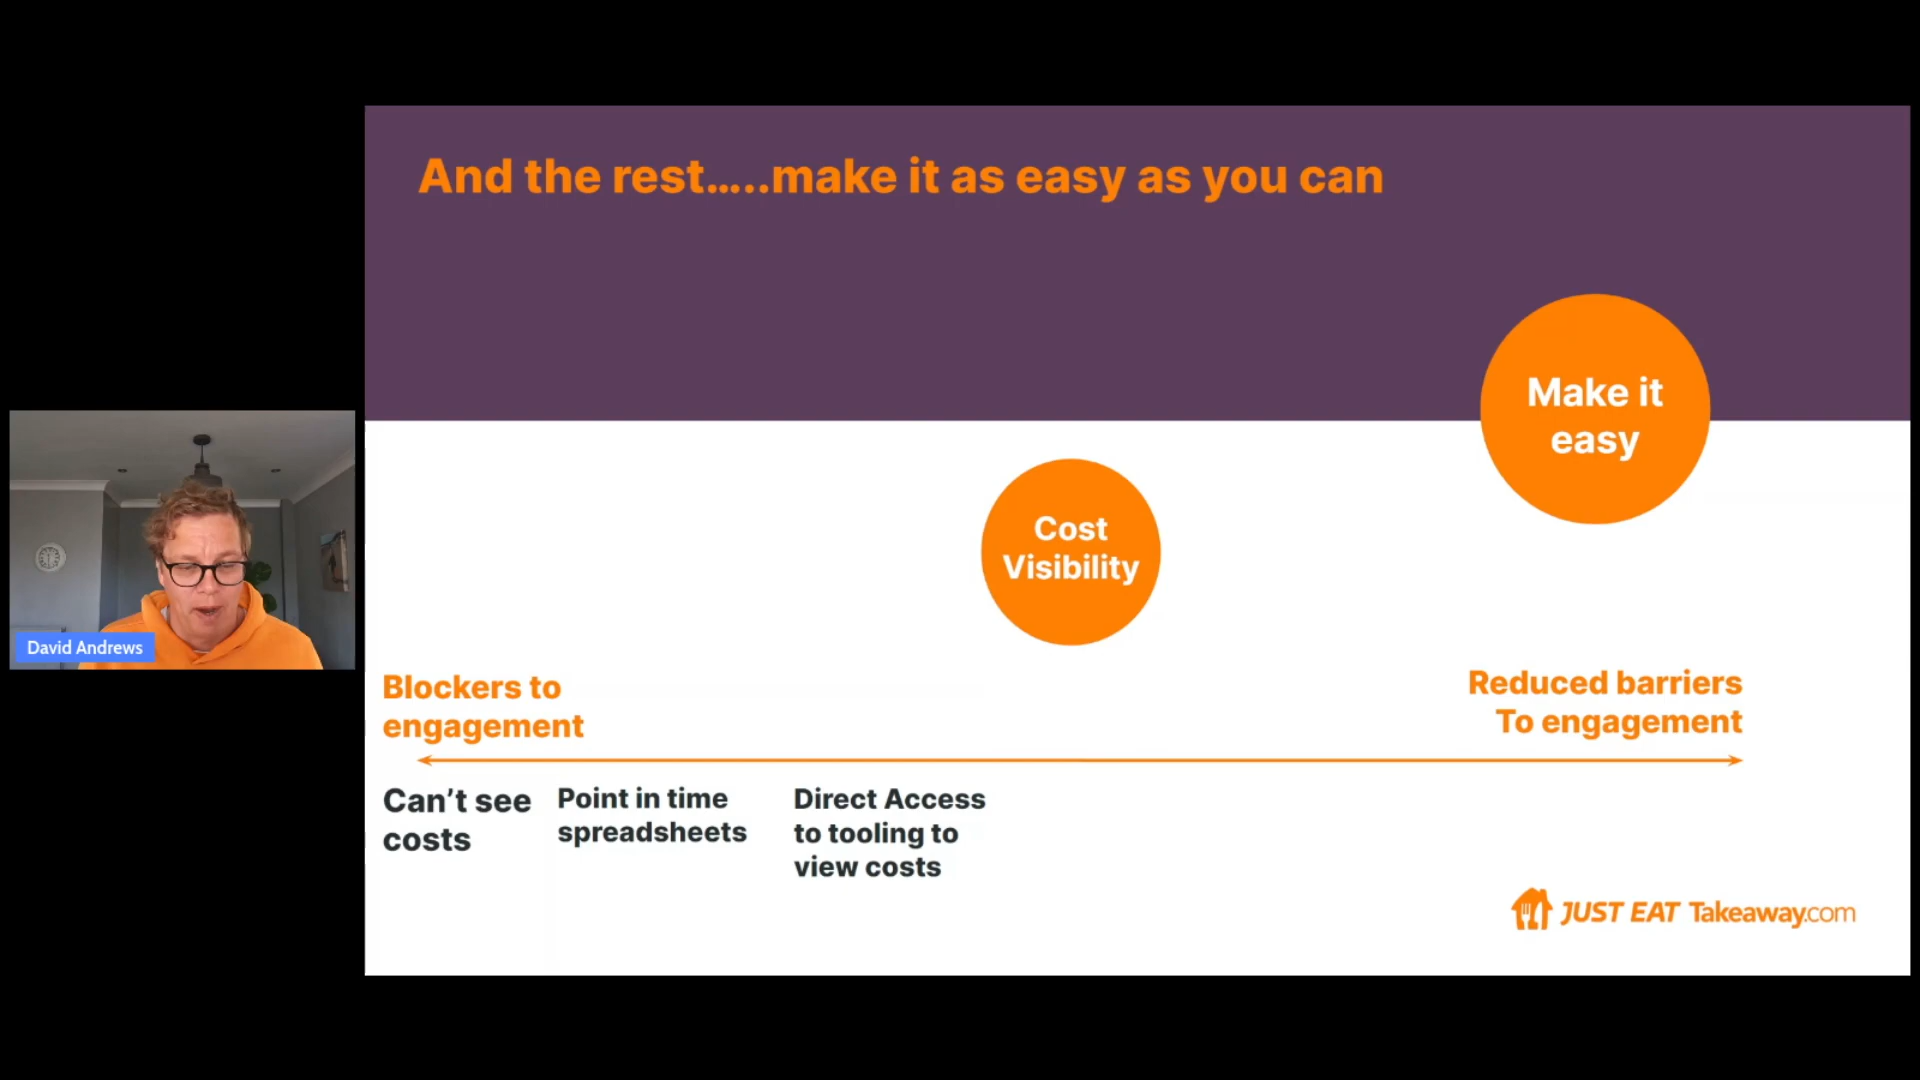 And the rest.....make it as easy as you can
Make it
easy
Cost
Visibility
David Andrews
Blockers to
engagement
Reduced barriers
To engagement
Can’t see
costs
Point in time
spreadsheets
Direct Access
to tooling to
view costs
JUST EAT Takeaway.com